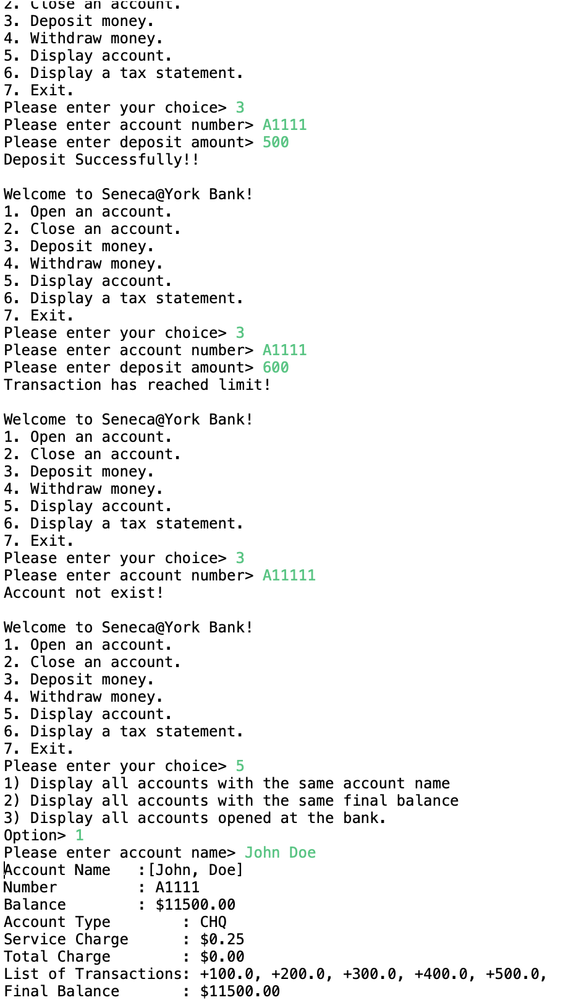 2. Close an account.
3. Deposit money.
4. Withdraw money.
5. Display account.
6. Display a tax statement.
7. Exit.
Please enter your choice> 3
Please enter account number> A1111
Please enter deposit amount> 500
Deposit Successfully!!
Welcome to Seneca@York Bank!
1. Open an account.
2. Close an account.
3. Deposit money.
4. Withdraw money.
5. Display account.
6. Display a tax statement.
7. Exit.
Please enter your choice> 3
Please enter account number> A1111
Please enter deposit amount> 600
Transaction has reached limit!
Welcome to Seneca@York Bank!
1. Open an account.
2. Close an account.
3. Deposit money.
4. Withdraw money.
5. Display account.
6. Display a tax statement.
7. Exit.
Please enter your choice> 3
Please enter account number> A11111
Account not exist!
Welcome to Seneca@York Bank!
1. Open an account.
2. Close an account.
3. Deposit money.
4. Withdraw money.
5. Display account.
6. Display a tax statement.
7. Exit.
Please enter your choice> 5
1) Display all accounts with the same account name
2) Display all accounts with the same final balance
3) Display all accounts opened at the bank.
Option> 1
Please enter account name> John Doe
Account Name   :[John, Doe]
Number         : A1111
Balance        : $11500.00
Account Type        : CHQ
Service Charge      : $0.25
Total Charge        : $0.00
List of Transactions: +100.0, +200.0, +300.0, +400.0, +500.0,
Final Balance       : $11500.00